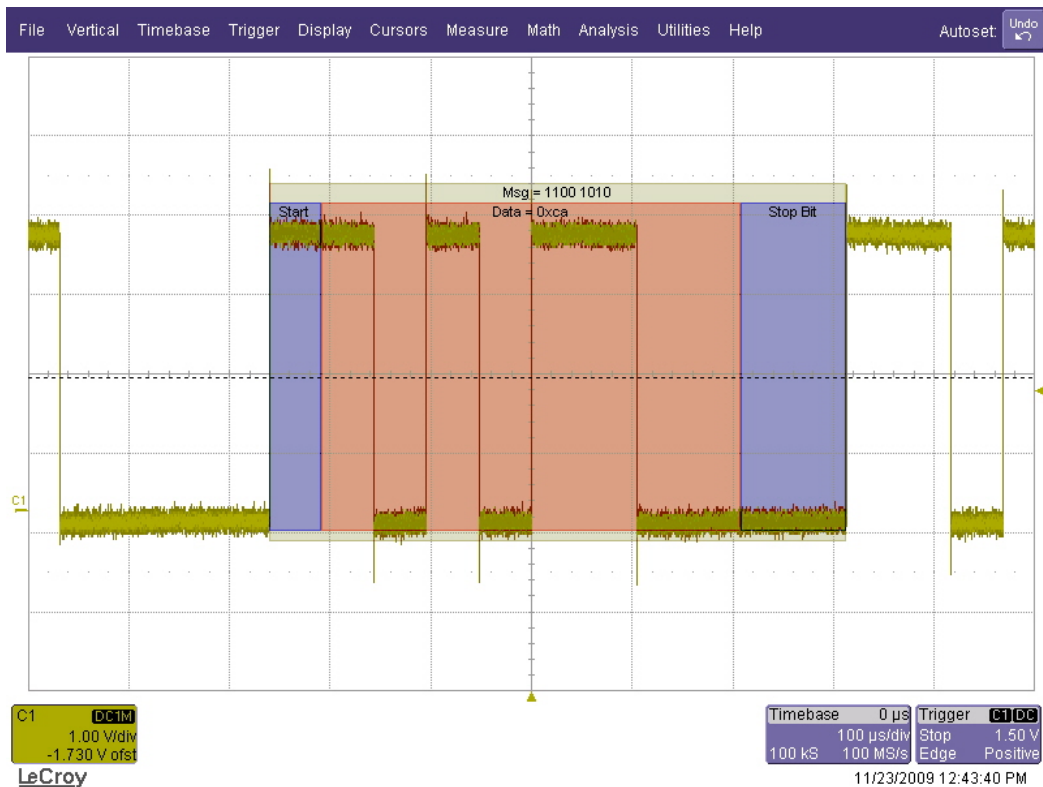 File Vertical Timebase Trigger Display Cursors Measure Math Analysis Utilities Help Autoset: Undo
Msg = 1100 1010
Start Data = 0xca Stop Bit
C1
C1 DC1M
1.00 V/div
-1.730 V ofst
Timebase 0 µs
100 µs/div
100 kS 100 MS/s
Trigger C1 DC
Stop 1.50 V
Edge Positive
LeCroy
11/23/2009 12:43:40 PM